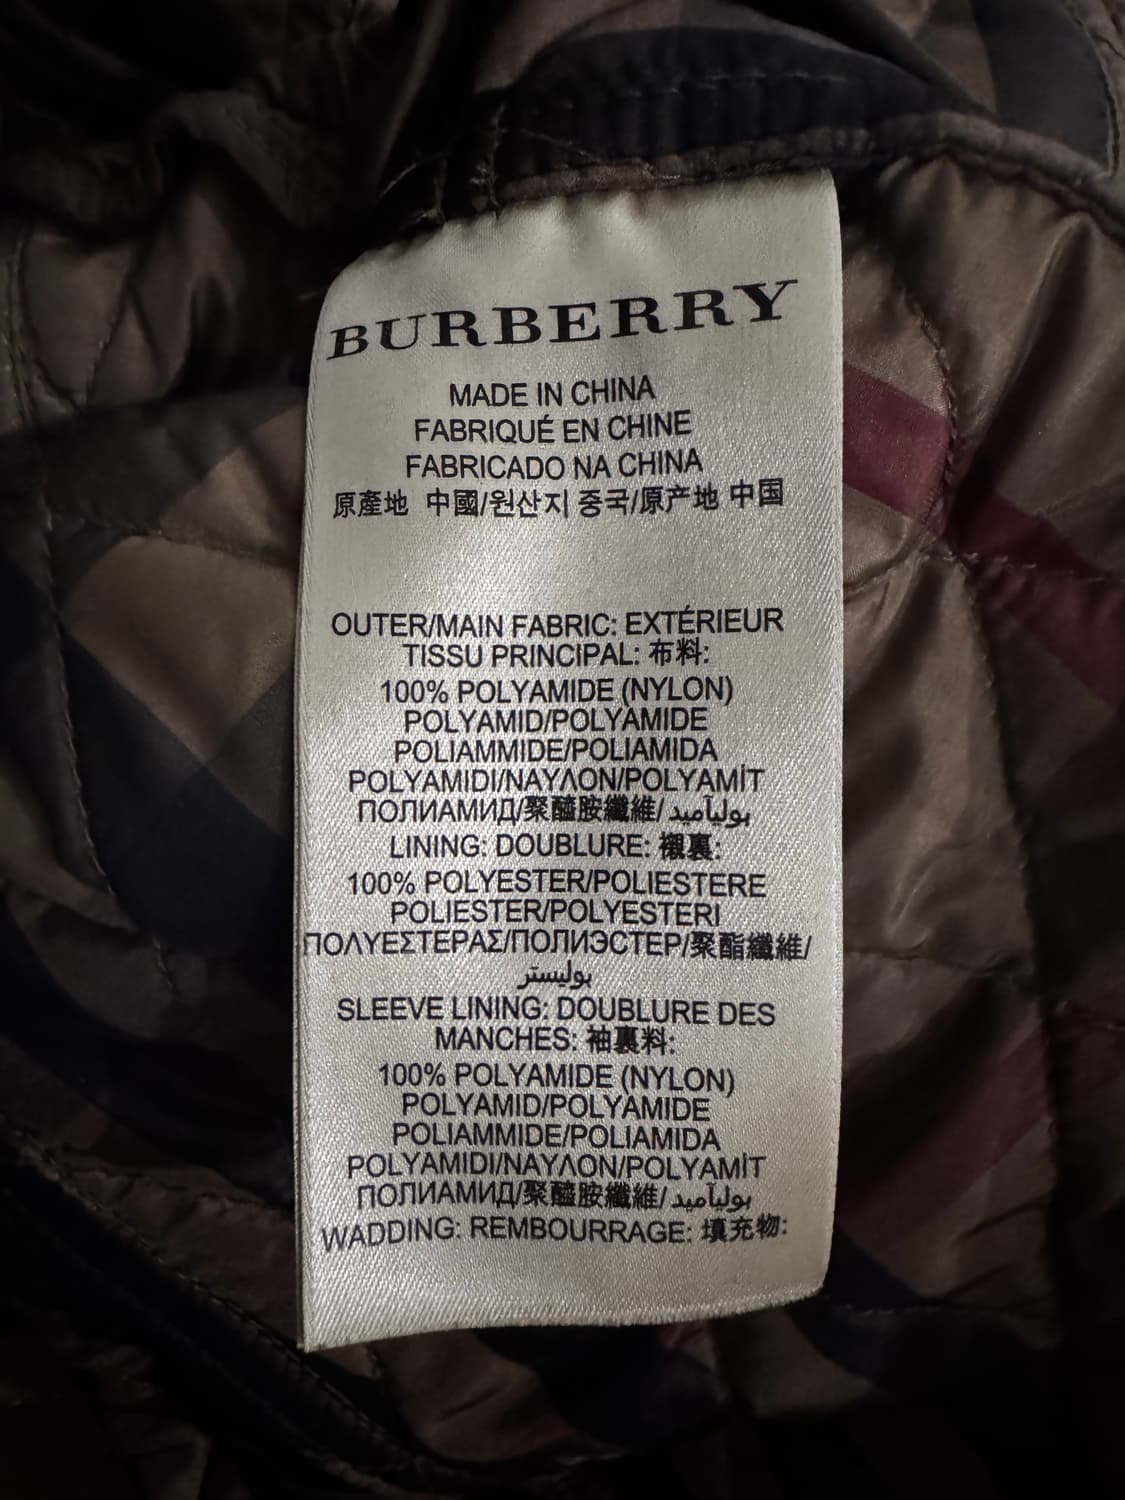 BURBERRY
MADE IN CHINA
FABRIQUÉ EN CHINE
FABRICADO NA CHINA
原產地 中國/원산지 중국/原产地 中国
OUTER/MAIN FABRIC: EXTÉRIEUR
TISSU PRINCIPAL: 布料:
100% POLYAMIDE (NYLON)
POLYAMID/POLYAMIDE
POLIAMMIDE/POLIAMIDA
POLYAMIDI/ΝΑΥΛΟΝ/POLYAMİT
ПОЛИАМИД/聚醯胺纖維/بوليآميد
LINING: DOUBLURE: 襯裏:
100% POLYESTER/POLIESTERE
POLIESTER/POLYESTERI
ΠΟΛΥΕΣΤΕΡΑΣ/ПОЛИЭСТЕР/聚酯纖維/
بوليستر
SLEEVE LINING: DOUBLURE DES
MANCHES: 袖裏料:
100% POLYAMIDE (NYLON)
POLYAMID/POLYAMIDE
POLIAMMIDE/POLIAMIDA
POLYAMIDI/ΝΑΥΛΟΝ/POLYAMİT
ПОЛИАМИД/聚醯胺纖維/بوليآميد
WADDING: REMBOURRAGE: 填充物: